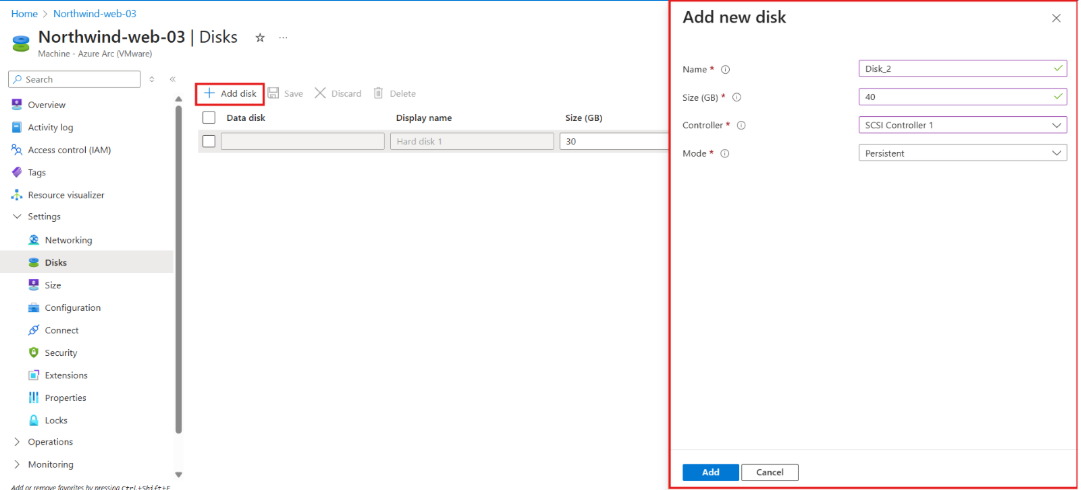 Home > Northwind-web-03
Northwind-web-03 | Disks ☆ ...
Machine - Azure Arc (VMware)
Search
Overview
Activity log
Access control (IAM)
Tags
Resource visualizer
Settings
Networking
Disks
Size
Configuration
Connect
Security
Extensions
Properties
Locks
Operations
Monitoring
Add or remove favorites by pressing Ctrl+Shift+F
+ Add disk Save Discard Delete
Data disk Display name Size (GB)
Hard disk 1 30
Add new disk
Name * Disk_2
Size (GB) * 40
Controller * SCSI Controller 1
Mode * Persistent
Add Cancel